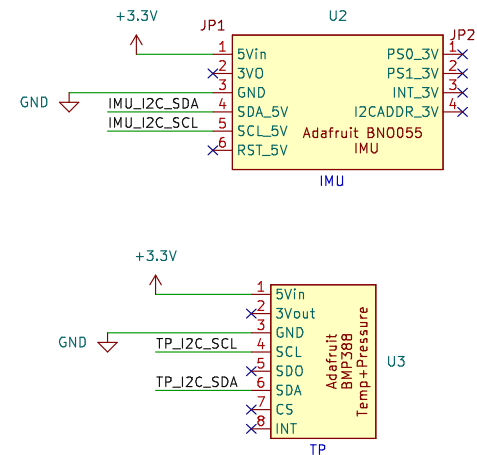 +3.3V
U2
JP1
JP2
1 5Vin PS0_3V 1
2 3VO PS1_3V 2
GND 3 GND INT_3V 3
IMU_I2C_SDA 4 SDA_5V I2CADDR_3V 4
IMU_I2C_SCL 5 SCL_5V
Adafruit BNO055
IMU
6 RST_5V
IMU
+3.3V
1 5Vin
2 3Vout
GND 3 GND
TP_I2C_SCL 4 SCL
5 SDO
TP_I2C_SDA 6 SDA
7 CS
8 INT
Adafruit
BMP388
Temp+Pressure
U3
TP